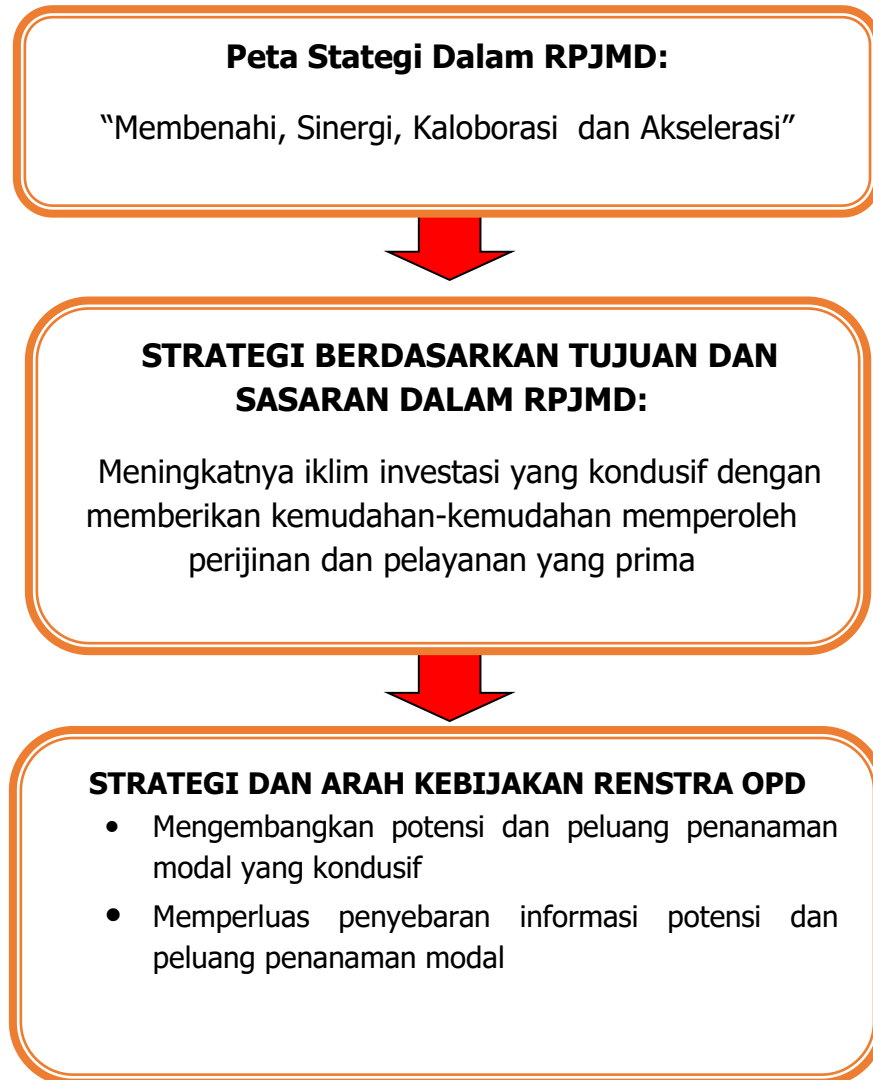 Peta Stategi Dalam RPJMD:
“Membenahi, Sinergi, Kaloborasi dan Akselerasi”
STRATEGI BERDASARKAN TUJUAN DAN
SASARAN DALAM RPJMD:
Meningkatnya iklim investasi yang kondusif dengan
memberikan kemudahan-kemudahan memperoleh
perijinan dan pelayanan yang prima
STRATEGI DAN ARAH KEBIJAKAN RENSTRA OPD
• Mengembangkan potensi dan peluang penanaman
modal yang kondusif
• Memperluas penyebaran informasi potensi dan
peluang penanaman modal